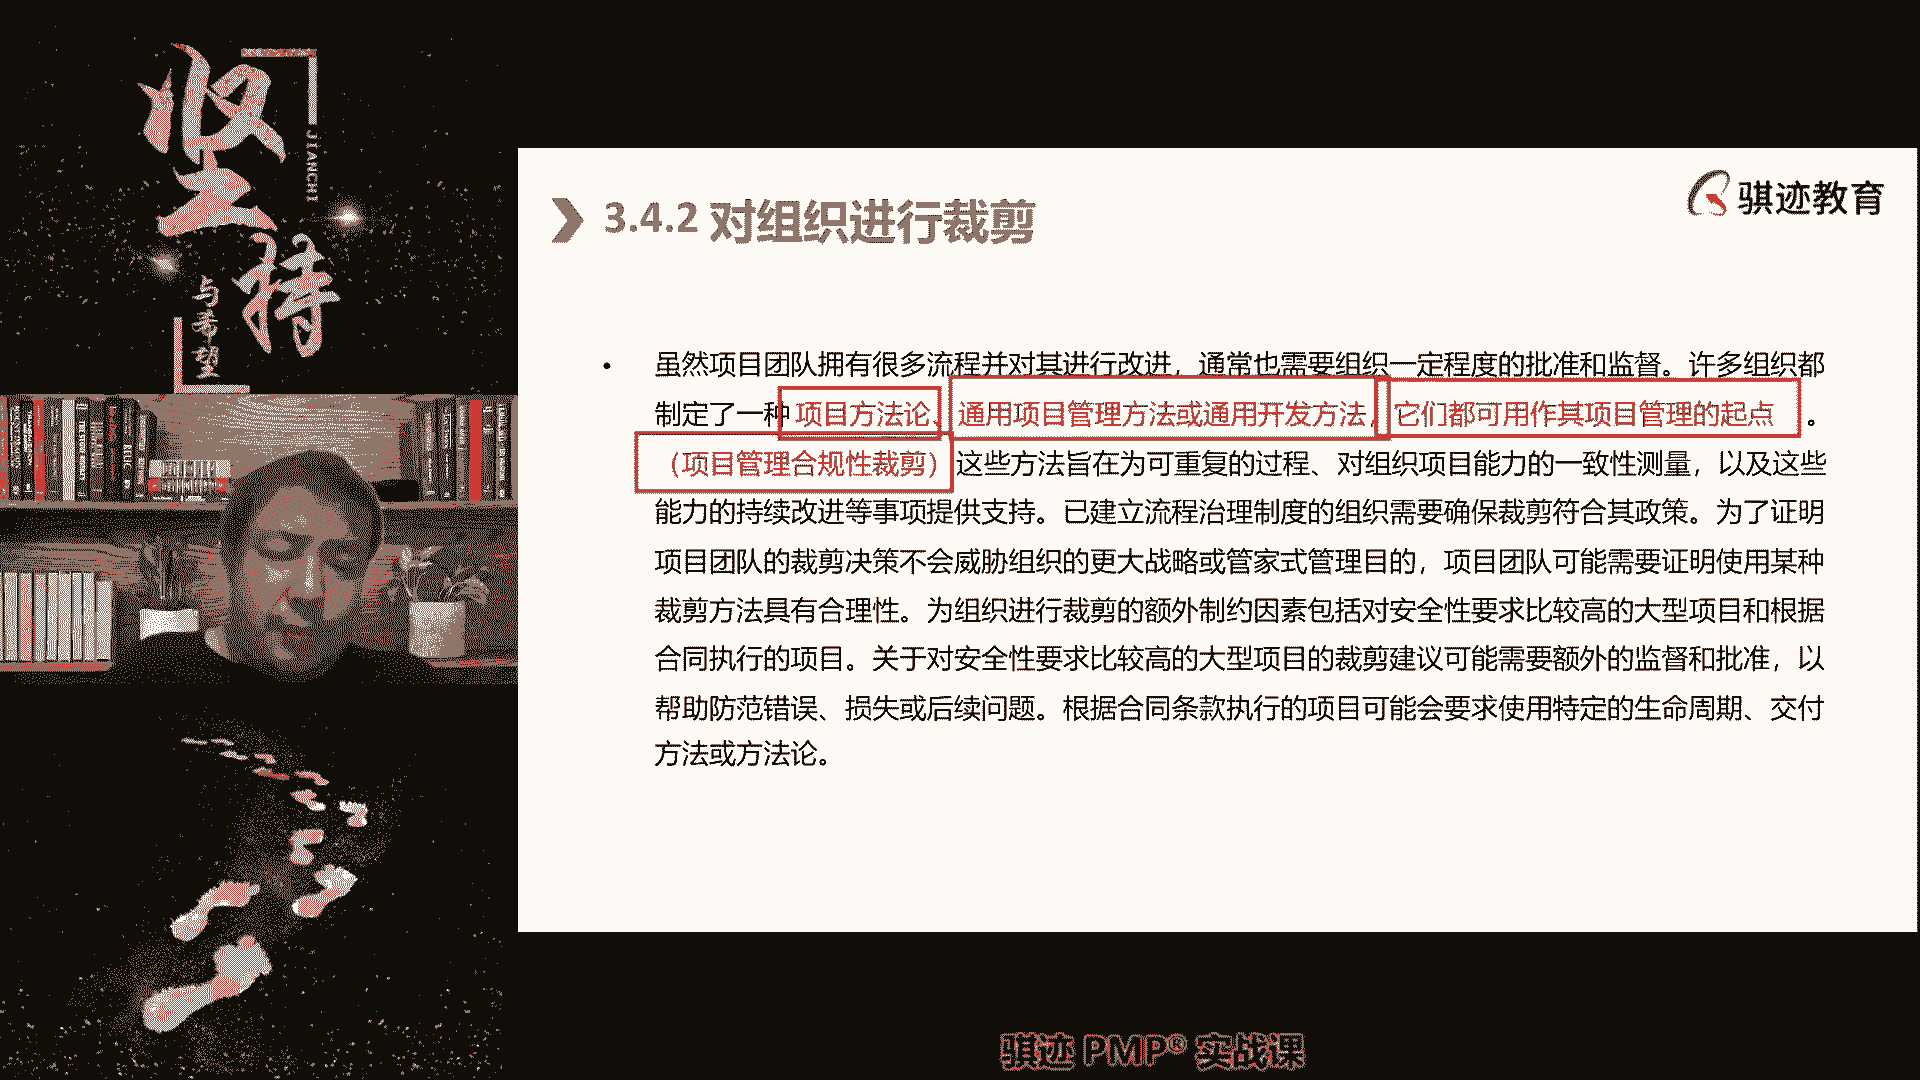 坚持
JIANCHI
与希望
骐迹教育
3.4.2 对组织进行裁剪
• 虽然项目团队拥有很多流程并对其进行改进，通常也需要组织一定程度的批准和监督。许多组织都
制定了一种 项目方法论、通用项目管理方法或通用开发方法，它们都可用作其项目管理的起点 。
（项目管理合规性裁剪）这些方法旨在为可重复的过程、对组织项目能力的一致性测量，以及这些
能力的持续改进等事项提供支持。已建立流程治理制度的组织需要确保裁剪符合其政策。为了证明
项目团队的裁剪决策不会威胁组织的更大战略或管家式管理目的，项目团队可能需要证明使用某种
裁剪方法具有合理性。为组织进行裁剪的额外制约因素包括对安全性要求比较高的大型项目和根据
合同执行的项目。关于对安全性要求比较高的大型项目的裁剪建议可能需要额外的监督和批准，以
帮助防范错误、损失或后续问题。根据合同条款执行的项目可能会要求使用特定的生命周期、交付
方法或方法论。
骐迹 PMP® 实战课